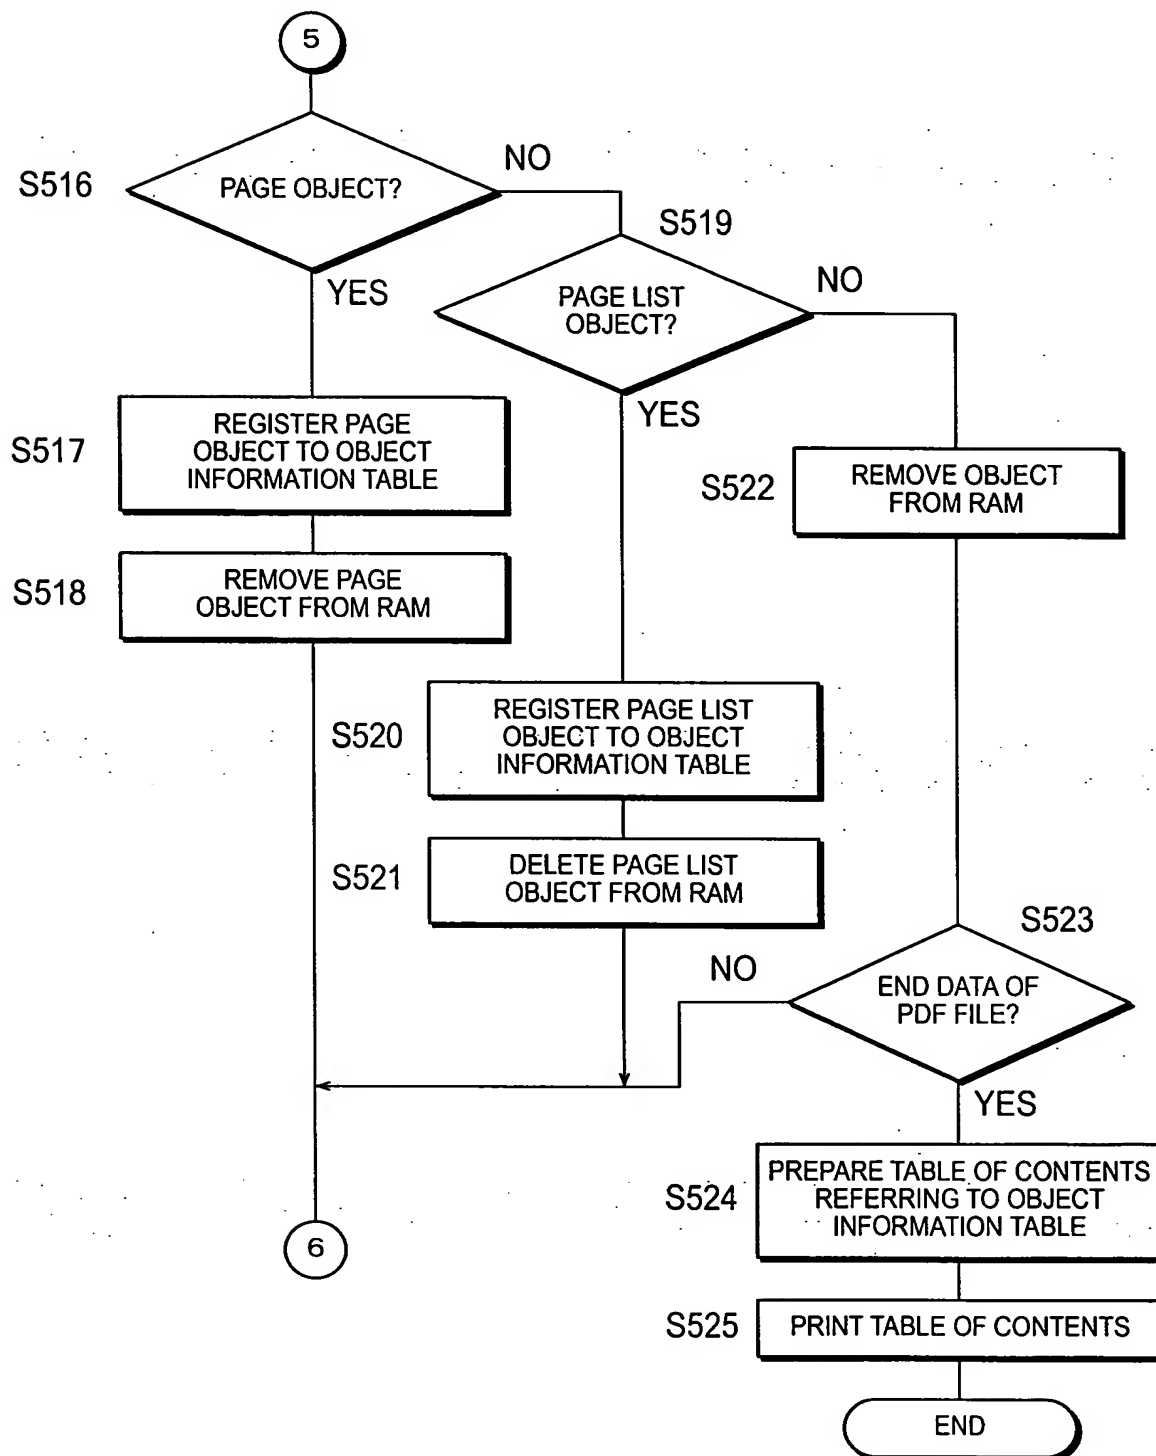 5
S516
PAGE OBJECT?
NO
YES
S519
PAGE LIST
OBJECT?
NO
YES
S517
REGISTER PAGE
OBJECT TO OBJECT
INFORMATION TABLE
S522
REMOVE OBJECT
FROM RAM
S518
REMOVE PAGE
OBJECT FROM RAM
S520
REGISTER PAGE LIST
OBJECT TO OBJECT
INFORMATION TABLE
S521
DELETE PAGE LIST
OBJECT FROM RAM
S523
END DATA OF
PDF FILE?
NO
YES
S524
PREPARE TABLE OF CONTENTS
REFERRING TO OBJECT
INFORMATION TABLE
6
S525
PRINT TABLE OF CONTENTS
END